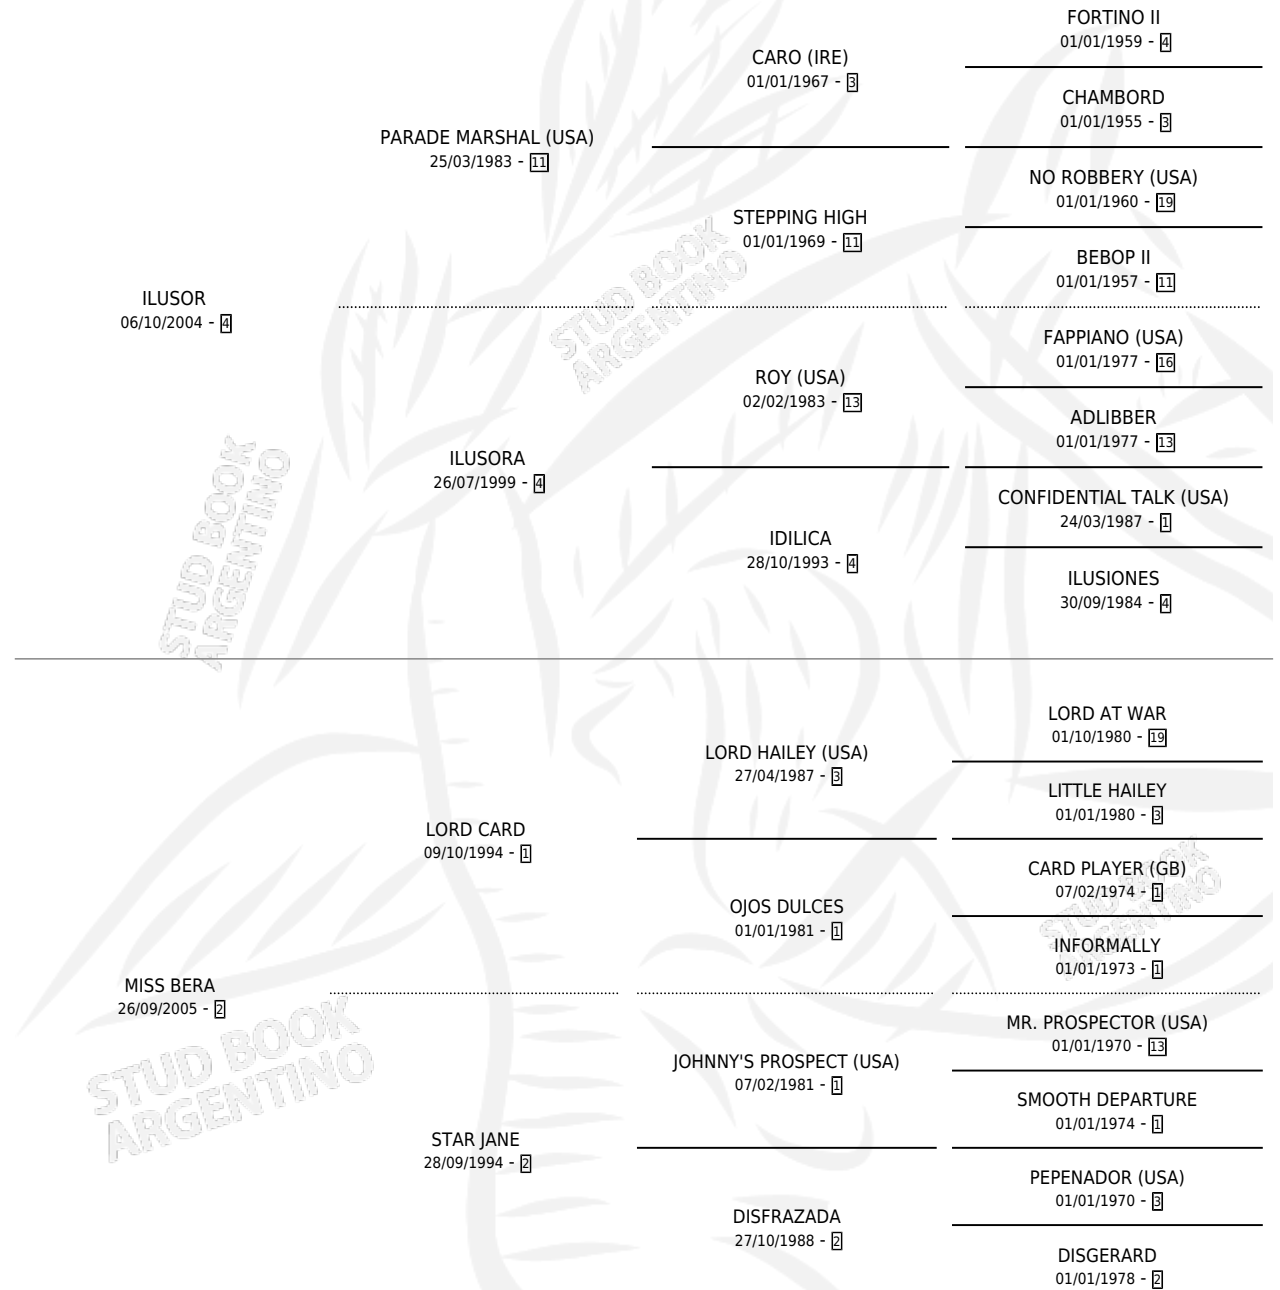 FORTINO II
01/01/1959 - 4
CARO (IRE)
01/01/1967 - 3
CHAMBORD
01/01/1955 - 3
PARADE MARSHAL (USA)
25/03/1983 - 11
NO ROBBERY (USA)
01/01/1960 - 19
STEPPING HIGH
01/01/1969 - 11
BEBOP II
01/01/1957 - 11
ILUSOR
06/10/2004 - 4
FAPPIANO (USA)
01/01/1977 - 16
ROY (USA)
02/02/1983 - 13
ADLIBBER
01/01/1977 - 13
ILUSORA
26/07/1999 - 4
CONFIDENTIAL TALK (USA)
24/03/1987 - 1
IDILICA
28/10/1993 - 4
ILUSIONES
30/09/1984 - 4
LORD AT WAR
01/10/1980 - 19
LORD HAILEY (USA)
27/04/1987 - 3
LITTLE HAILEY
01/01/1980 - 3
LORD CARD
09/10/1994 - 1
CARD PLAYER (GB)
07/02/1974 - 1
OJOS DULCES
01/01/1981 - 1
INFORMALLY
01/01/1973 - 1
MISS BERA
26/09/2005 - 2
MR. PROSPECTOR (USA)
01/01/1970 - 13
JOHNNY'S PROSPECT (USA)
07/02/1981 - 1
SMOOTH DEPARTURE
01/01/1974 - 1
STAR JANE
28/09/1994 - 2
PEPENADOR (USA)
01/01/1970 - 3
DISFRAZADA
27/10/1988 - 2
DISGERARD
01/01/1978 - 2
STUD BOOK
ARGENTINO
STUD BOOK
ARGENTINO
STUD BOOK
ARGENTINO
STUD BOOK
ARGENTINO